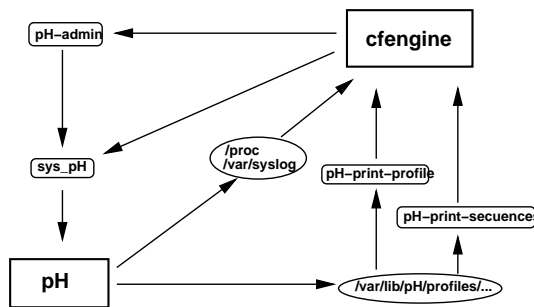 pH-admin
cfengine
/proc
/var/syslog
sys_pH
pH-print-profile
pH-print-secuences
pH
/var/lib/pH/profiles/...